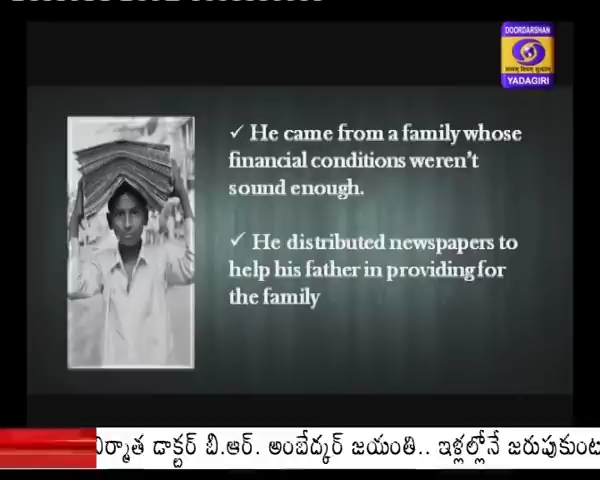 DOORDARSHAN
YADAGIRI
✓ He came from a family whose
financial conditions weren't
sound enough.
✓ He distributed newspapers to
help his father in providing for
the family
నిర్మాత డాక్టర్ బి.ఆర్. అంబేద్కర్ జయంతి.. ఇళ్లల్లోనే జరుపుకుంట